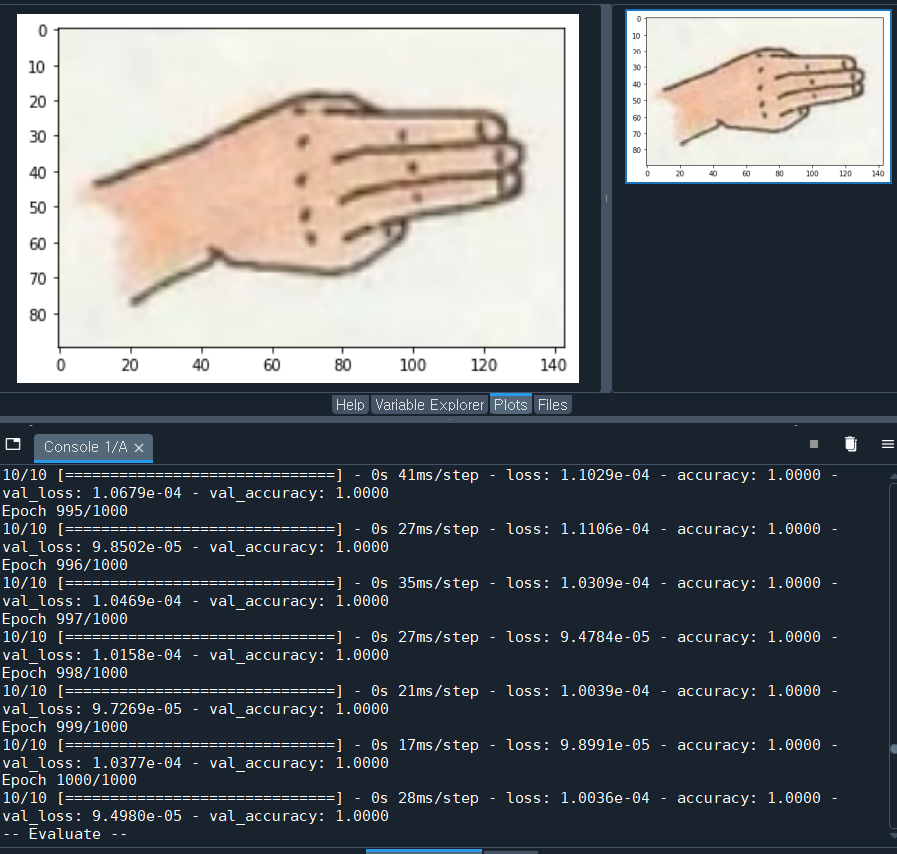 0
10
20
30
40
50
60
70
80
0 20 40 60 80 100 120 140
0
10
20
30
40
50
60
70
80
0 20 40 60 80 100 120 140
Help Variable Explorer Plots Files
Console 1/A ×
10/10 [==============================] - 0s 41ms/step - loss: 1.1029e-04 - accuracy: 1.0000 -
val_loss: 1.0679e-04 - val_accuracy: 1.0000
Epoch 995/1000
10/10 [==============================] - 0s 27ms/step - loss: 1.1106e-04 - accuracy: 1.0000 -
val_loss: 9.8502e-05 - val_accuracy: 1.0000
Epoch 996/1000
10/10 [==============================] - 0s 35ms/step - loss: 1.0309e-04 - accuracy: 1.0000 -
val_loss: 1.0469e-04 - val_accuracy: 1.0000
Epoch 997/1000
10/10 [==============================] - 0s 27ms/step - loss: 9.4784e-05 - accuracy: 1.0000 -
val_loss: 1.0158e-04 - val_accuracy: 1.0000
Epoch 998/1000
10/10 [==============================] - 0s 21ms/step - loss: 1.0039e-04 - accuracy: 1.0000 -
val_loss: 9.7269e-05 - val_accuracy: 1.0000
Epoch 999/1000
10/10 [==============================] - 0s 17ms/step - loss: 9.8991e-05 - accuracy: 1.0000 -
val_loss: 1.0377e-04 - val_accuracy: 1.0000
Epoch 1000/1000
10/10 [==============================] - 0s 28ms/step - loss: 1.0036e-04 - accuracy: 1.0000 -
val_loss: 9.4980e-05 - val_accuracy: 1.0000
-- Evaluate --